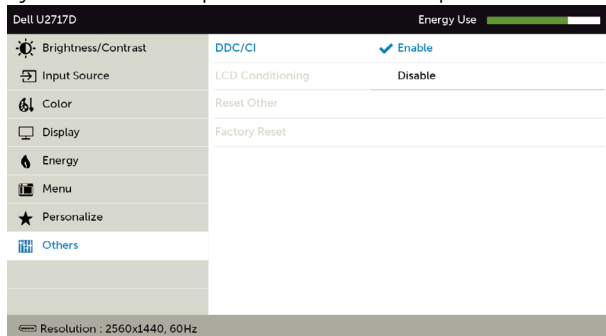 Dell U2717D Energy Use
Brightness/Contrast DDC/CI Enable
Input Source LCD Conditioning Disable
Color Reset Other
Display Factory Reset
Energy
Menu
Personalize
Others
Resolution : 2560x1440, 60Hz